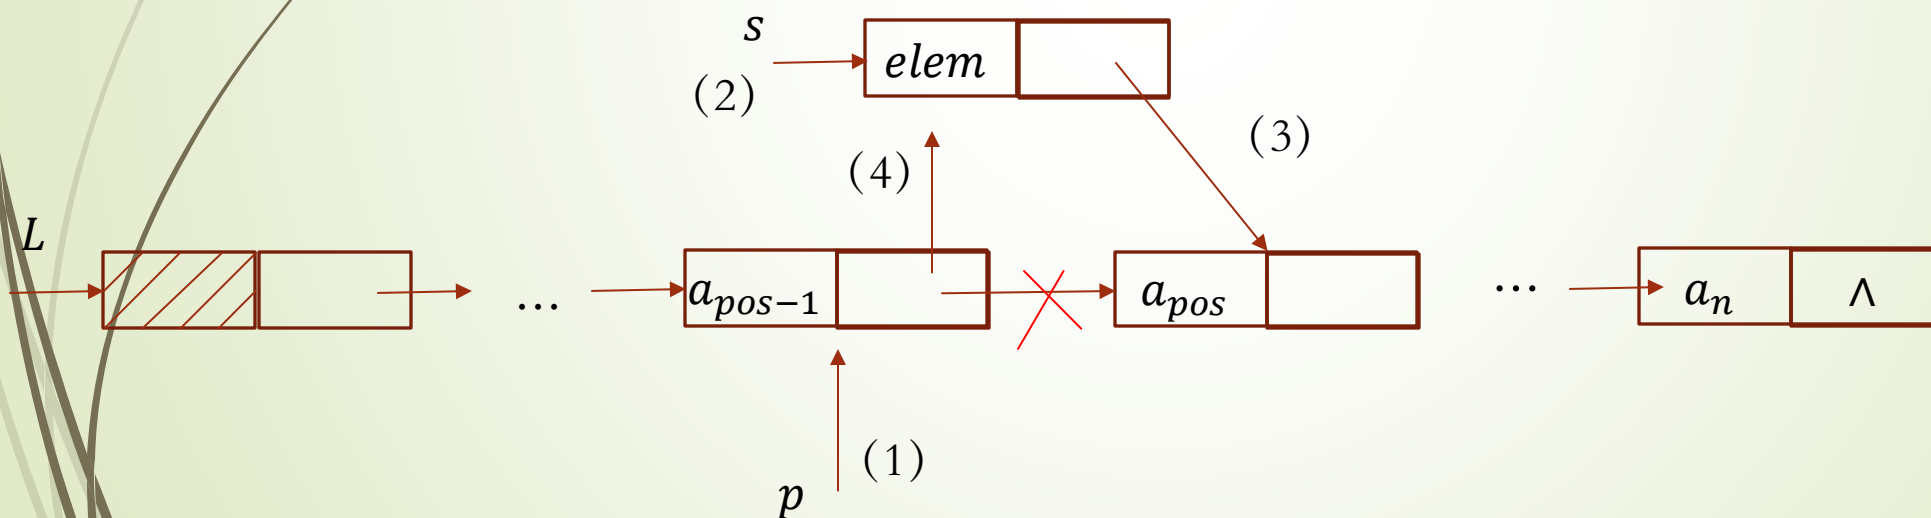 s
elem
(2)
(3)
(4)
L
a_{pos-1}
a_{pos}
a_n
∧
…
…
(1)
p